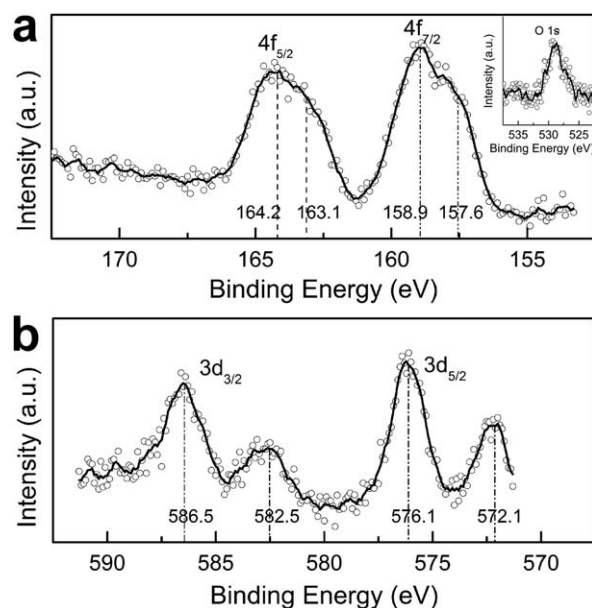 a
4f5/2
4f7/2
O 1s
Intensity (a.u.)
535 530 525
Binding Energy (eV)
Intensity (a.u.)
164.2 163.1 158.9 157.6
170 165 160 155
Binding Energy (eV)
b
3d3/2
3d5/2
Intensity (a.u.)
586.5 582.5 576.1 572.1
590 585 580 575 570
Binding Energy (eV)